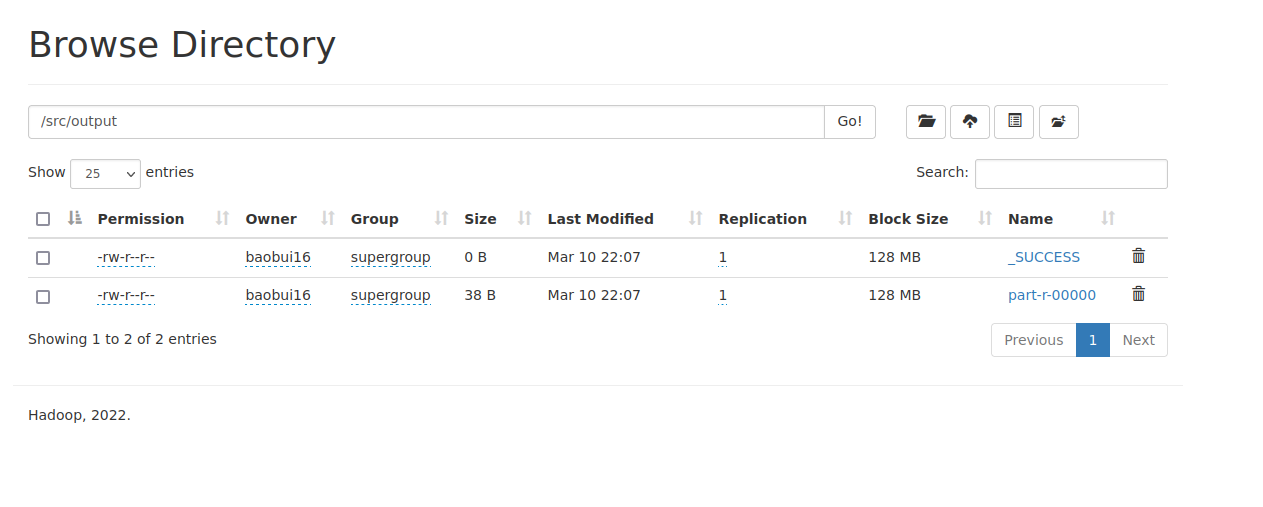 Browse Directory
/src/output Go!
Show 25 entries Search:
Permission Owner Group Size Last Modified Replication Block Size Name
-rw-r--r-- baobui16 supergroup 0 B Mar 10 22:07 1 128 MB _SUCCESS
-rw-r--r-- baobui16 supergroup 38 B Mar 10 22:07 1 128 MB part-r-00000
Showing 1 to 2 of 2 entries Previous 1 Next
Hadoop, 2022.